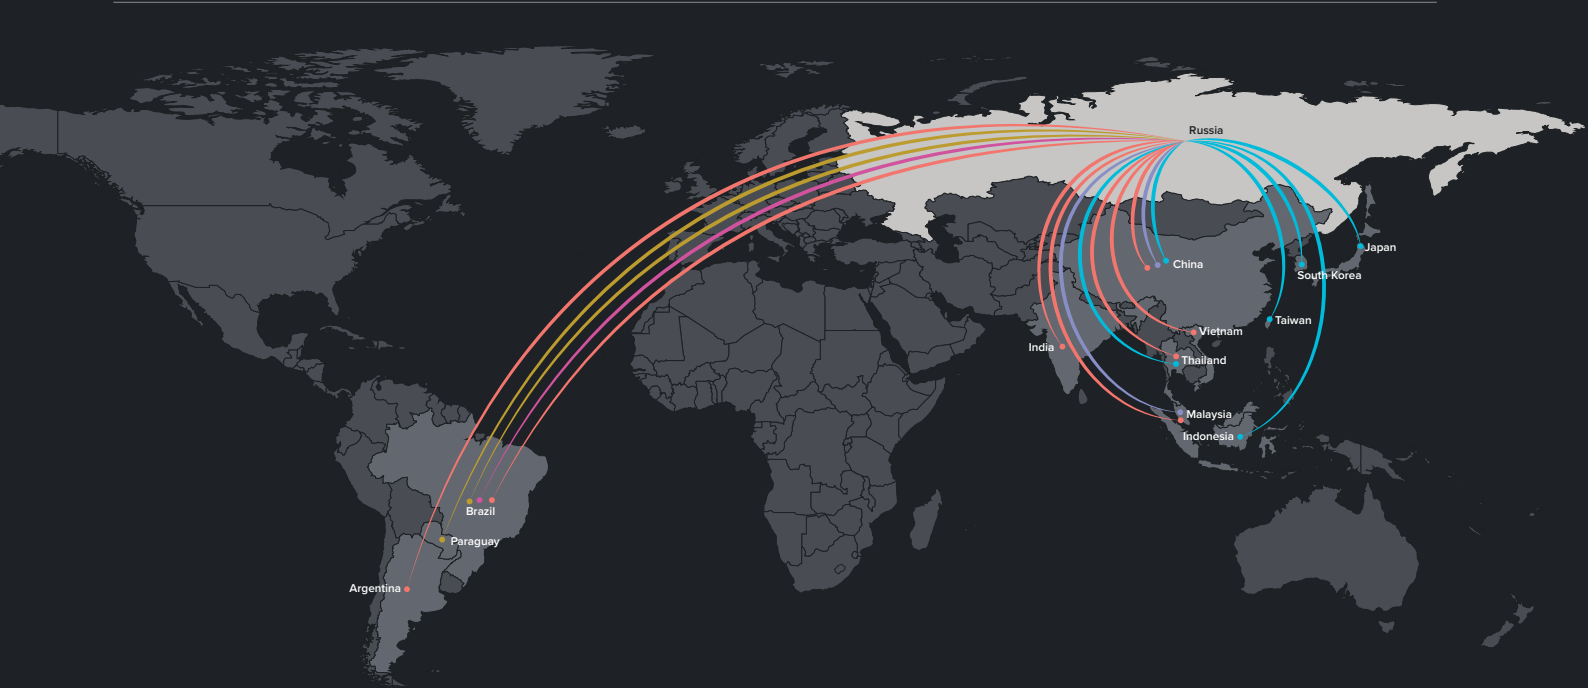 Russia
Japan
China
South Korea
Taiwan
Vietnam
India
Thailand
Malaysia
Indonesia
Brazil
Paraguay
Argentina